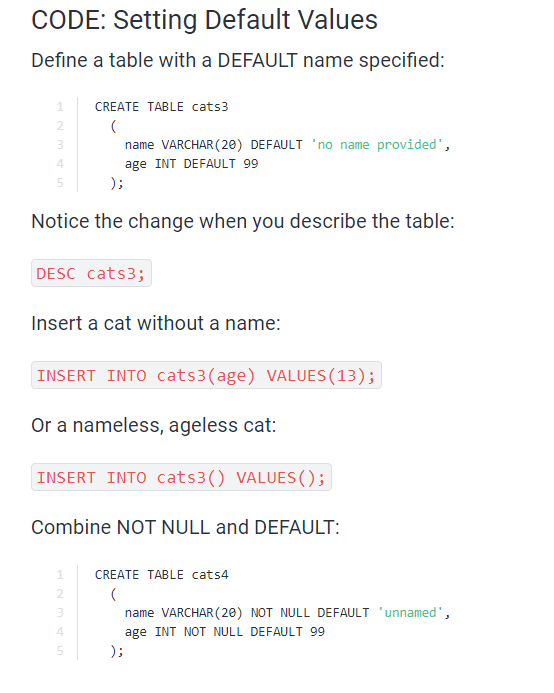 CODE: Setting Default Values
Define a table with a DEFAULT name specified:
1 CREATE TABLE cats3
2 (
3 name VARCHAR(20) DEFAULT 'no name provided',
4 age INT DEFAULT 99
5 );
Notice the change when you describe the table:
DESC cats3;
Insert a cat without a name:
INSERT INTO cats3(age) VALUES(13);
Or a nameless, ageless cat:
INSERT INTO cats3() VALUES();
Combine NOT NULL and DEFAULT:
1 CREATE TABLE cats4
2 (
3 name VARCHAR(20) NOT NULL DEFAULT 'unnamed',
4 age INT NOT NULL DEFAULT 99
5 );